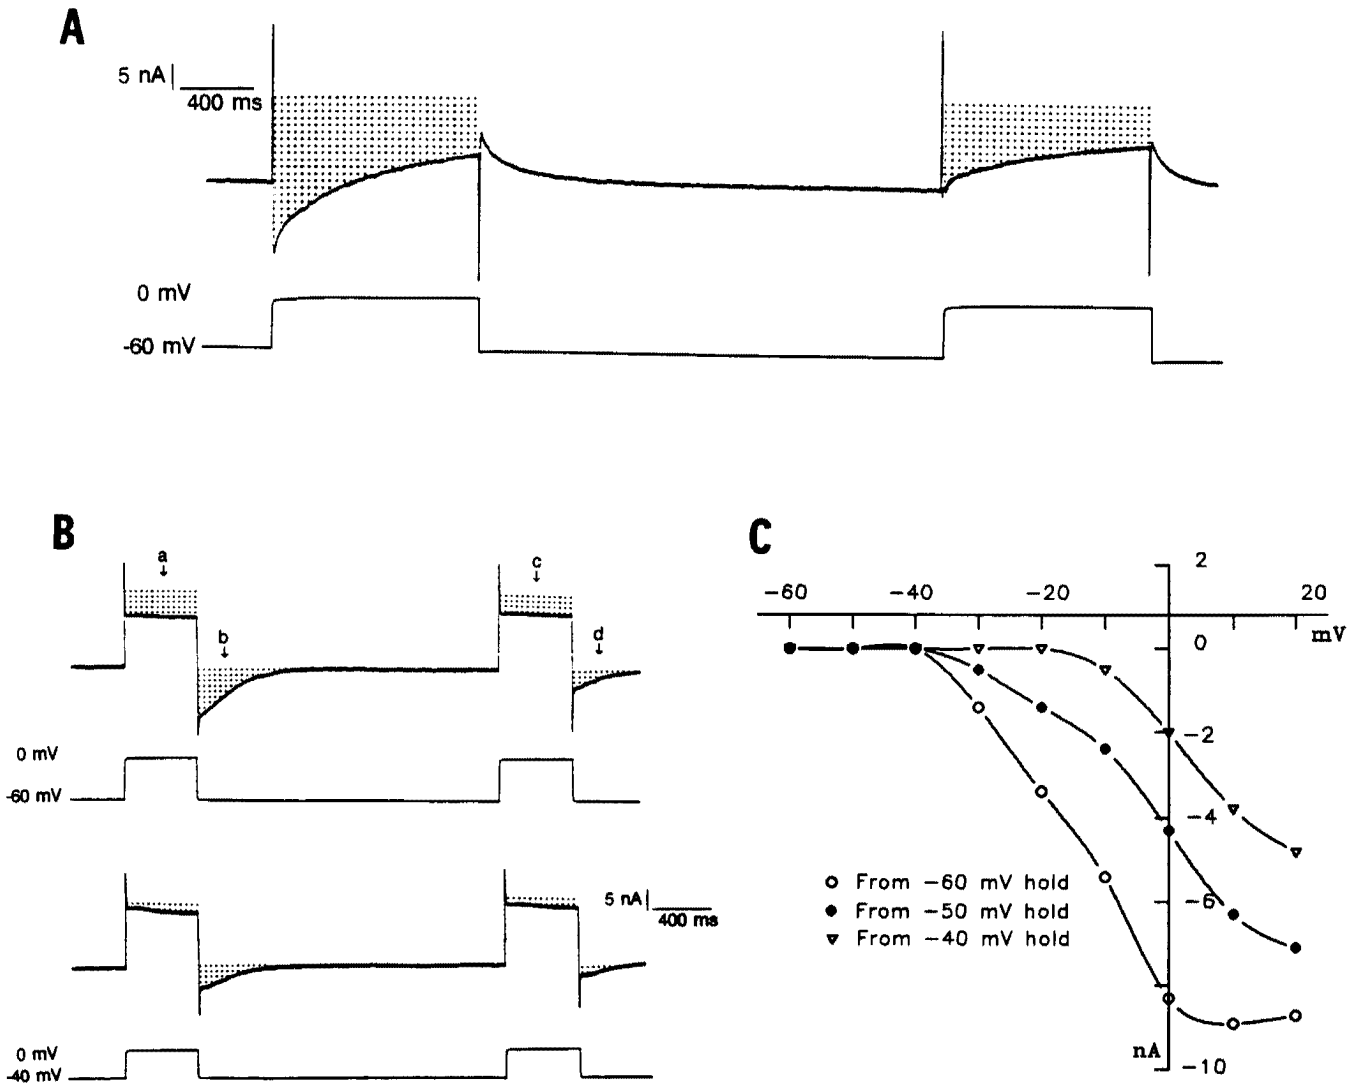 A
5 nA
400 ms
0 mV
-60 mV
B
a
c
b
d
0 mV
-60 mV
5 nA
400 ms
0 mV
-40 mV
C
2
-60 -40 -20 20
mV
0
-2
-4
-6
-10
nA
From -60 mV hold
From -50 mV hold
From -40 mV hold